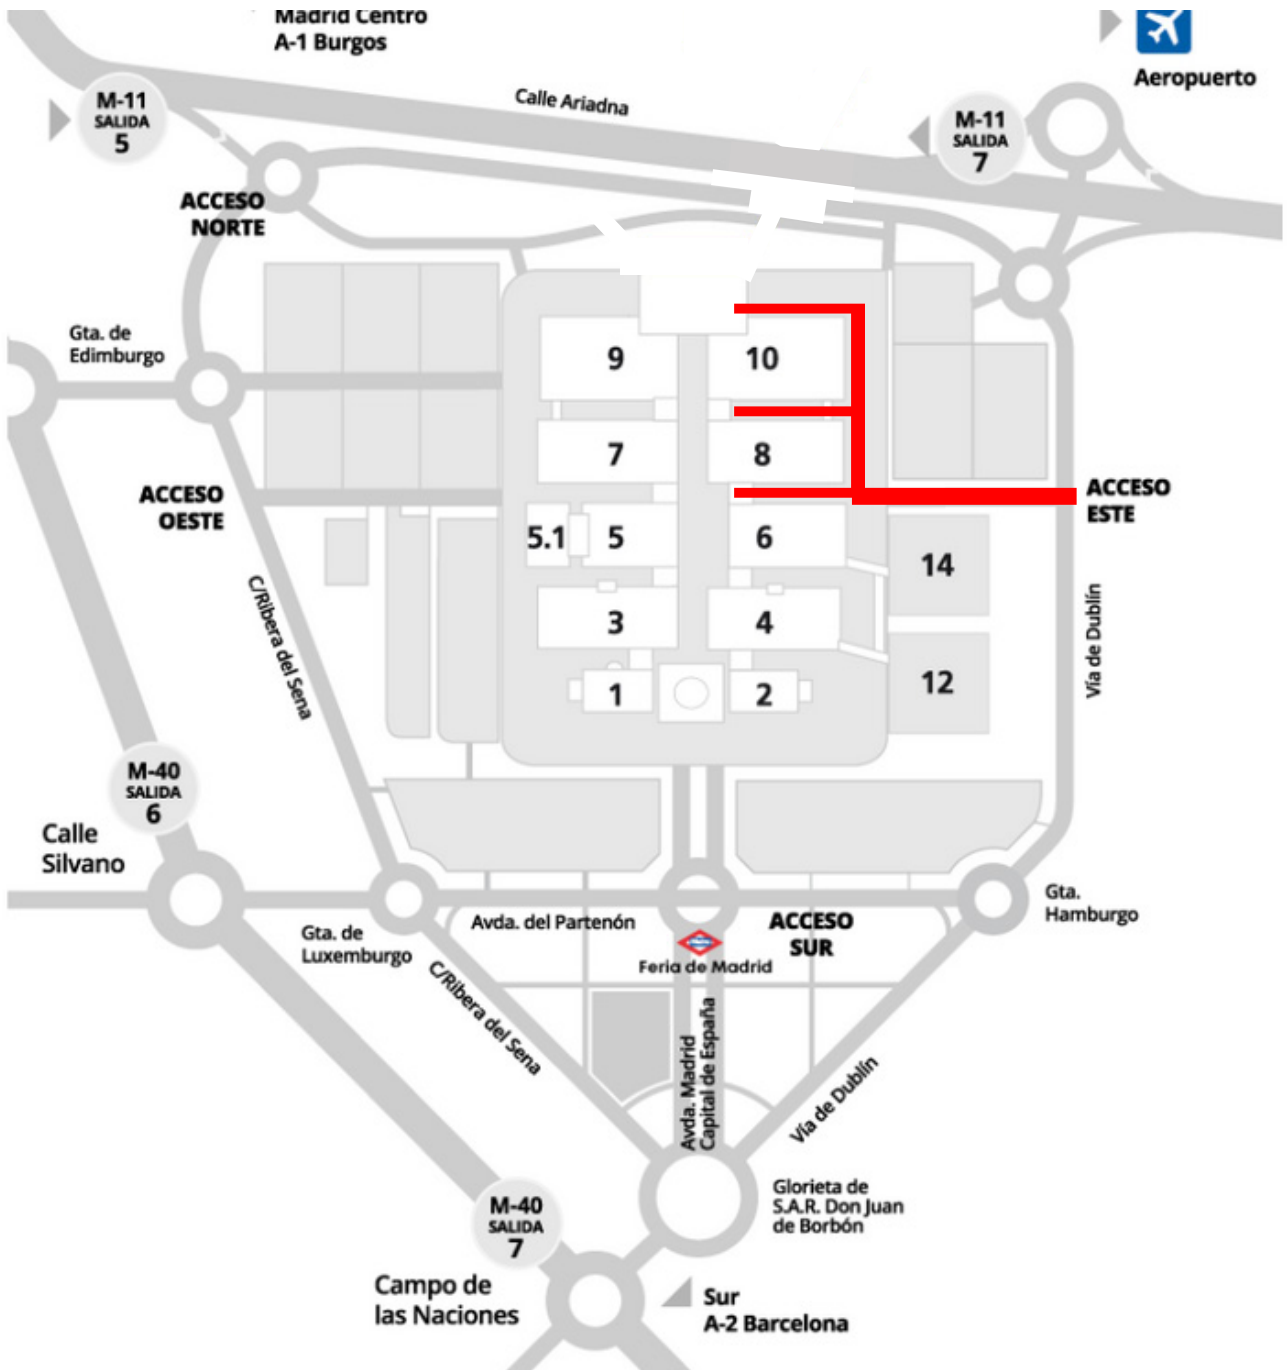 Madrid Centro
A-1 Burgos
Aeropuerto
Calle Ariadna
M-11
SALIDA
5
M-11
SALIDA
7
ACCESO
NORTE
Gta. de
Edimburgo
9
10
7
8
ACCESO
OESTE
ACCESO
ESTE
5.1
5
6
14
C/Ribera del Sena
3
4
Vía de Dublín
1
2
12
M-40
SALIDA
6
Calle
Silvano
Gta.
Hamburgo
Avda. del Partenón
ACCESO
SUR
Gta. de
Luxemburgo
Feria de Madrid
C/Ribera del Sena
Avda. Madrid
Capital de España
Vía de Dublín
M-40
SALIDA
7
Glorieta de
S.A.R. Don Juan
de Borbón
Campo de
las Naciones
Sur
A-2 Barcelona